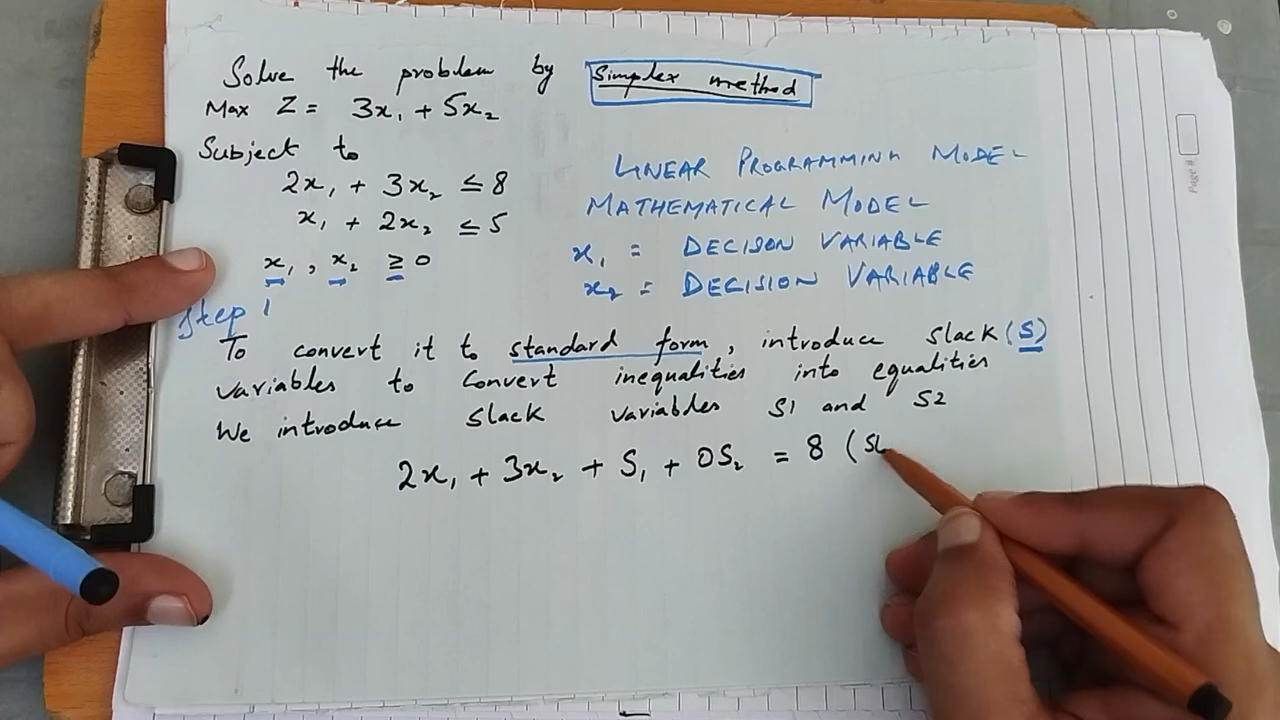 Solve the problem by Simplex method
Max Z = 3x₁ + 5x₂
Subject to
2x₁ + 3x₂ ≤ 8
x₁ + 2x₂ ≤ 5
x₁, x₂ ≥ 0
LINEAR PROGRAMMING MODEL
MATHEMATICAL MODEL
x₁ = DECISON VARIABLE
x₂ = DECISION VARIABLE
Step 1
To convert it to standard form, introduce slack (S)
variables to convert inequalities into equalities
We introduce slack variables S1 and S2
2x₁ + 3x₂ + S₁ + 0S₂ = 8 (sl
Page #